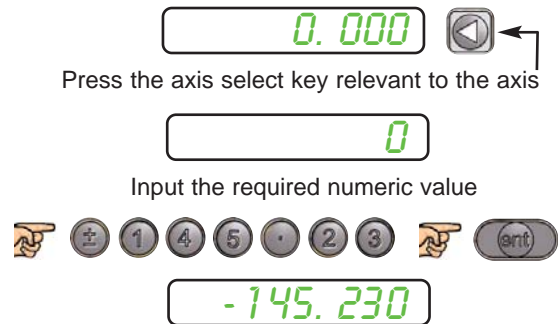 0.000
Press the axis select key relevant to the axis
0
Input the required numeric value
± 1 4 5 · 2 3 ent
-145.230